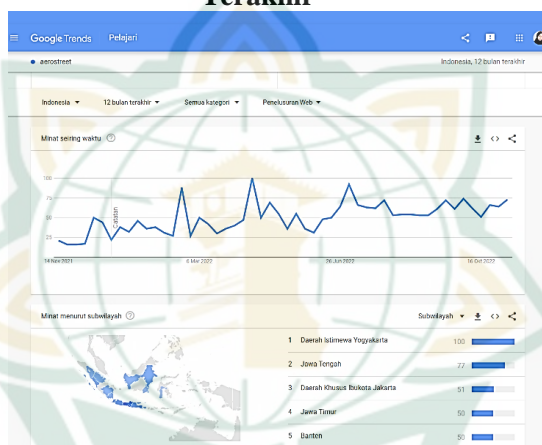 Terakhir
Google Trends Pelajari
aerostreet
Indonesia, 12 bulan terakhir
Indonesia 12 bulan terakhir Semua kategori Penelusuran Web
Minat seiring waktu
100
75
50
25
Catatan
14 Nov 2021 6 Mar 2022 26 Jun 2022 16 Okt 2022
Minat menurut subwilayah
Subwilayah
1 Daerah Istimewa Yogyakarta 100
2 Jawa Tengah 77
3 Daerah Khusus Ibukota Jakarta 51
4 Jawa Timur 50
5 Banten 50